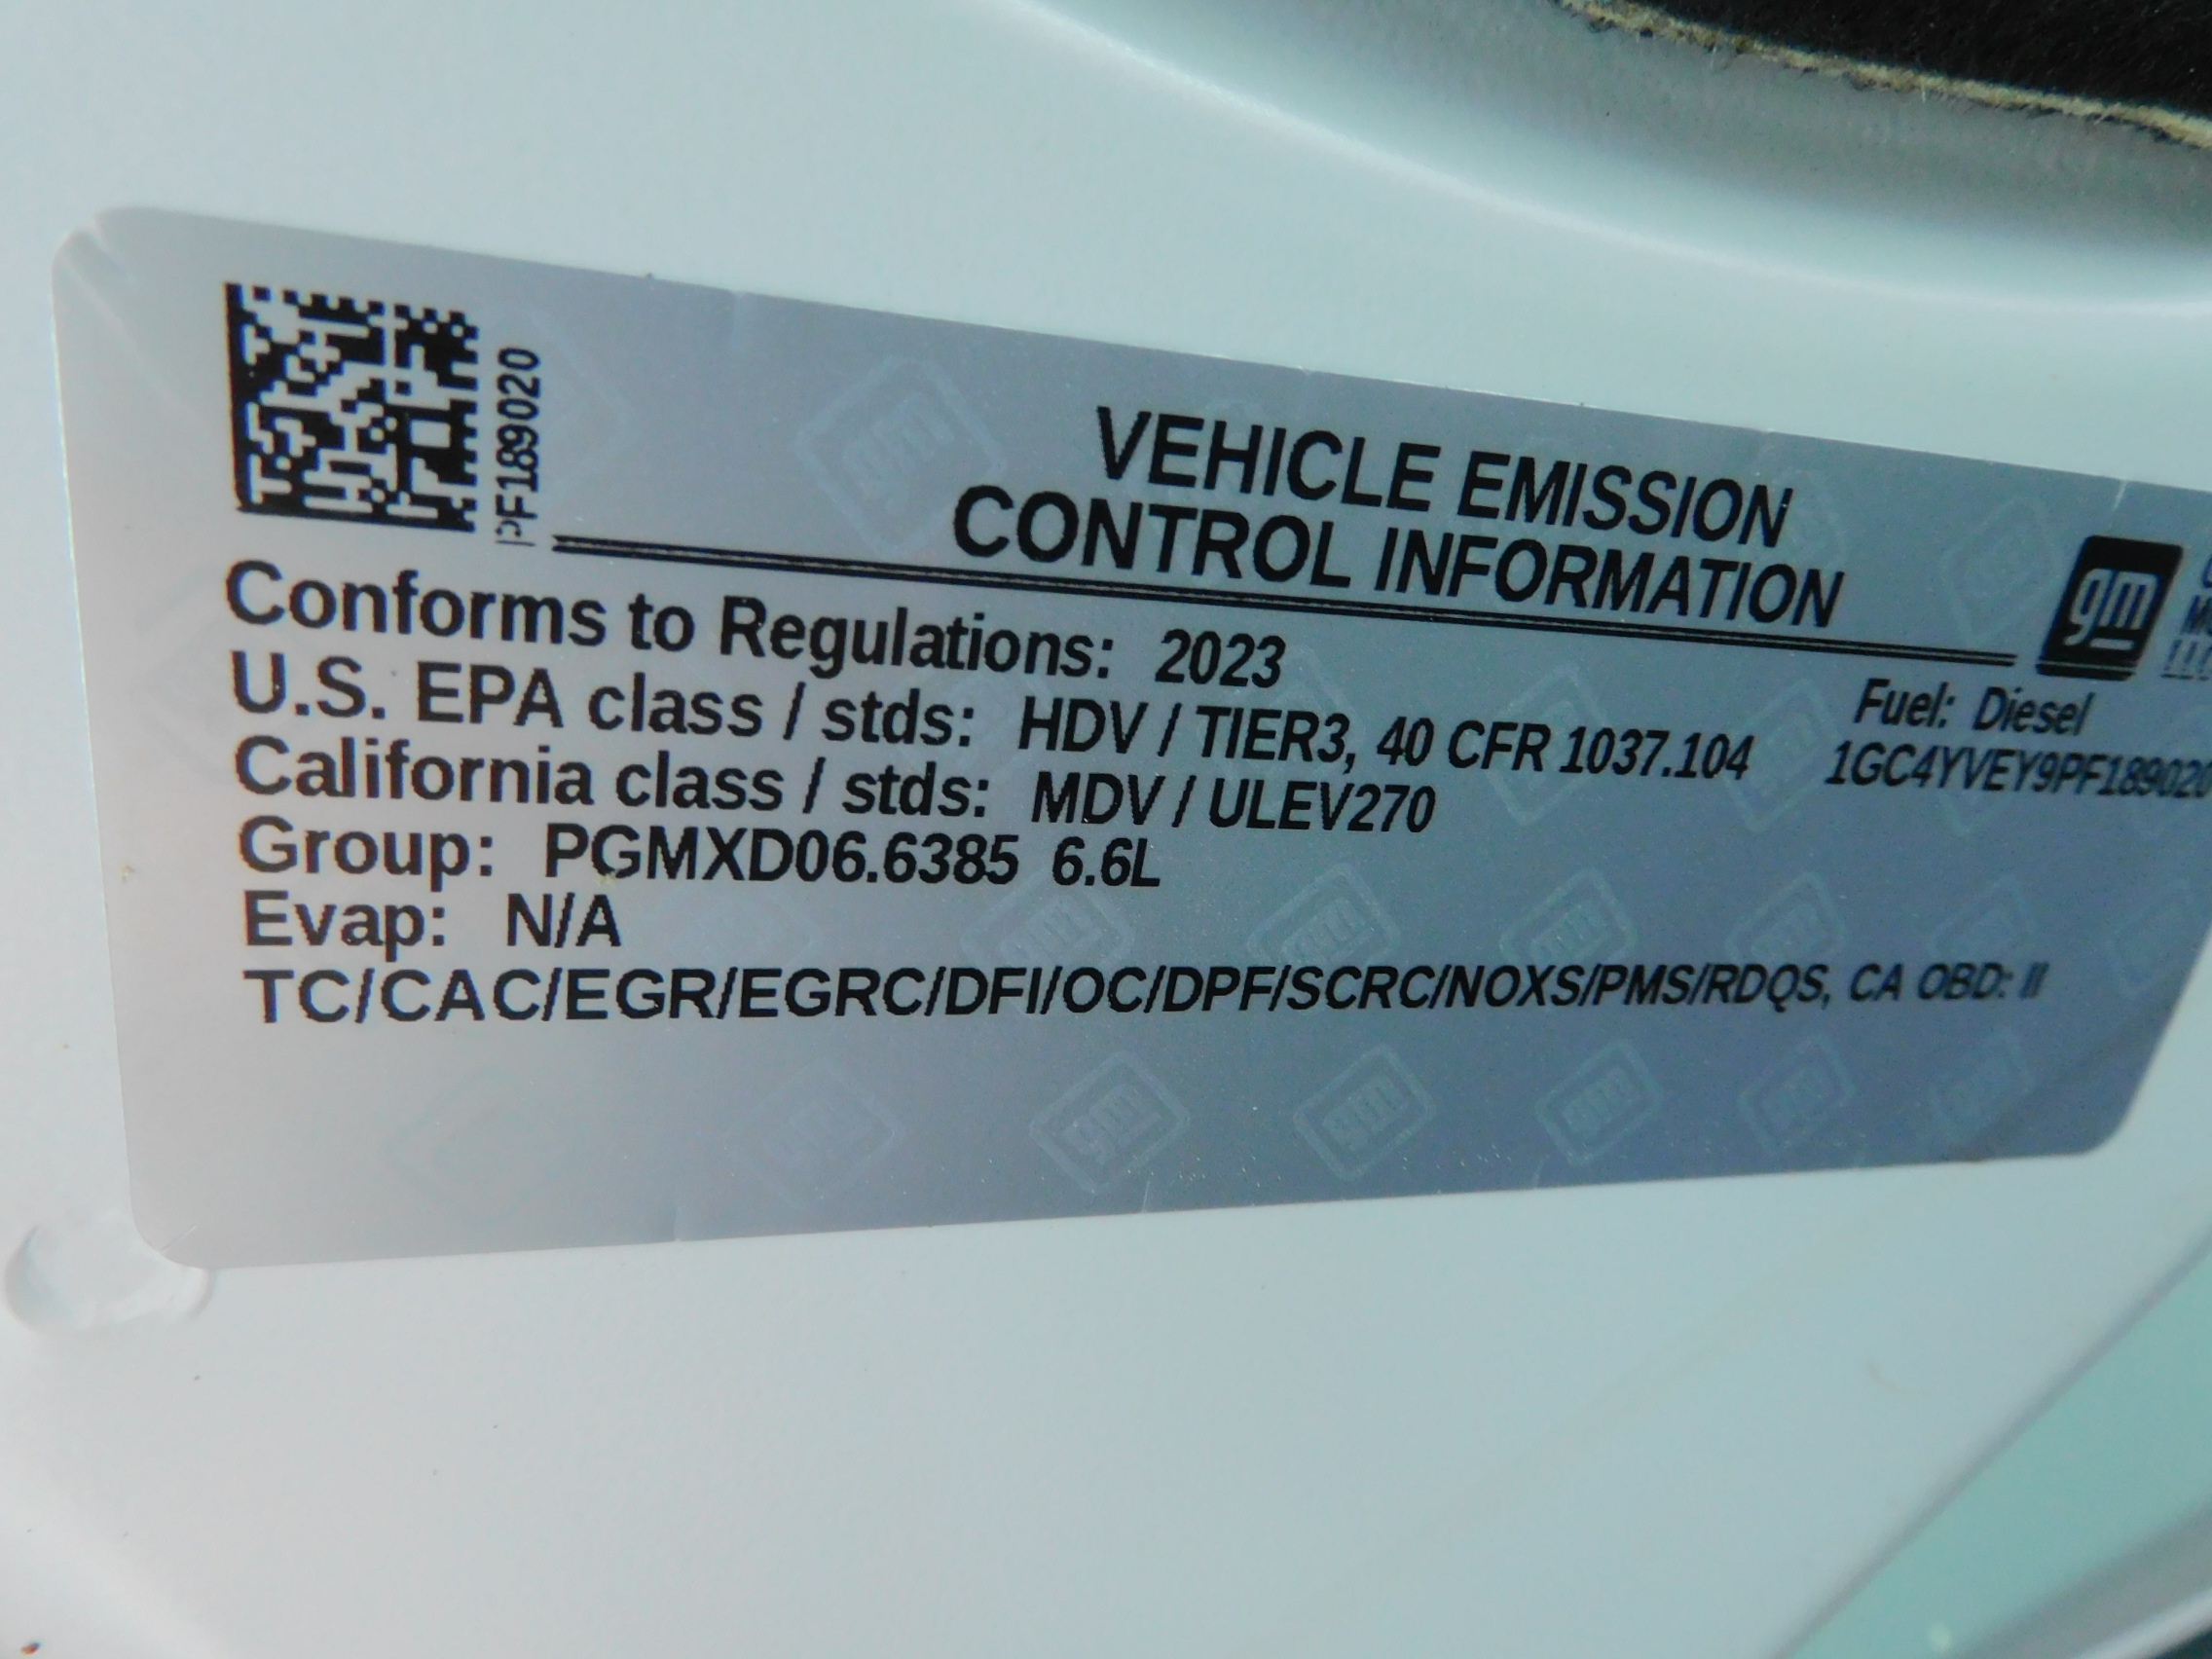 PF189020
VEHICLE EMISSION
CONTROL INFORMATION
gm
Conforms to Regulations: 2023
Fuel: Diesel
U.S. EPA class / stds: HDV / TIER3, 40 CFR 1037.104
1GC4YVEY9PF189020
California class / stds: MDV / ULEV270
Group: PGMXD06.6385 6.6L
Evap: N/A
TC/CAC/EGR/EGRC/DFI/OC/DPF/SCRC/NOXS/PMS/RDQS, CA OBD: II